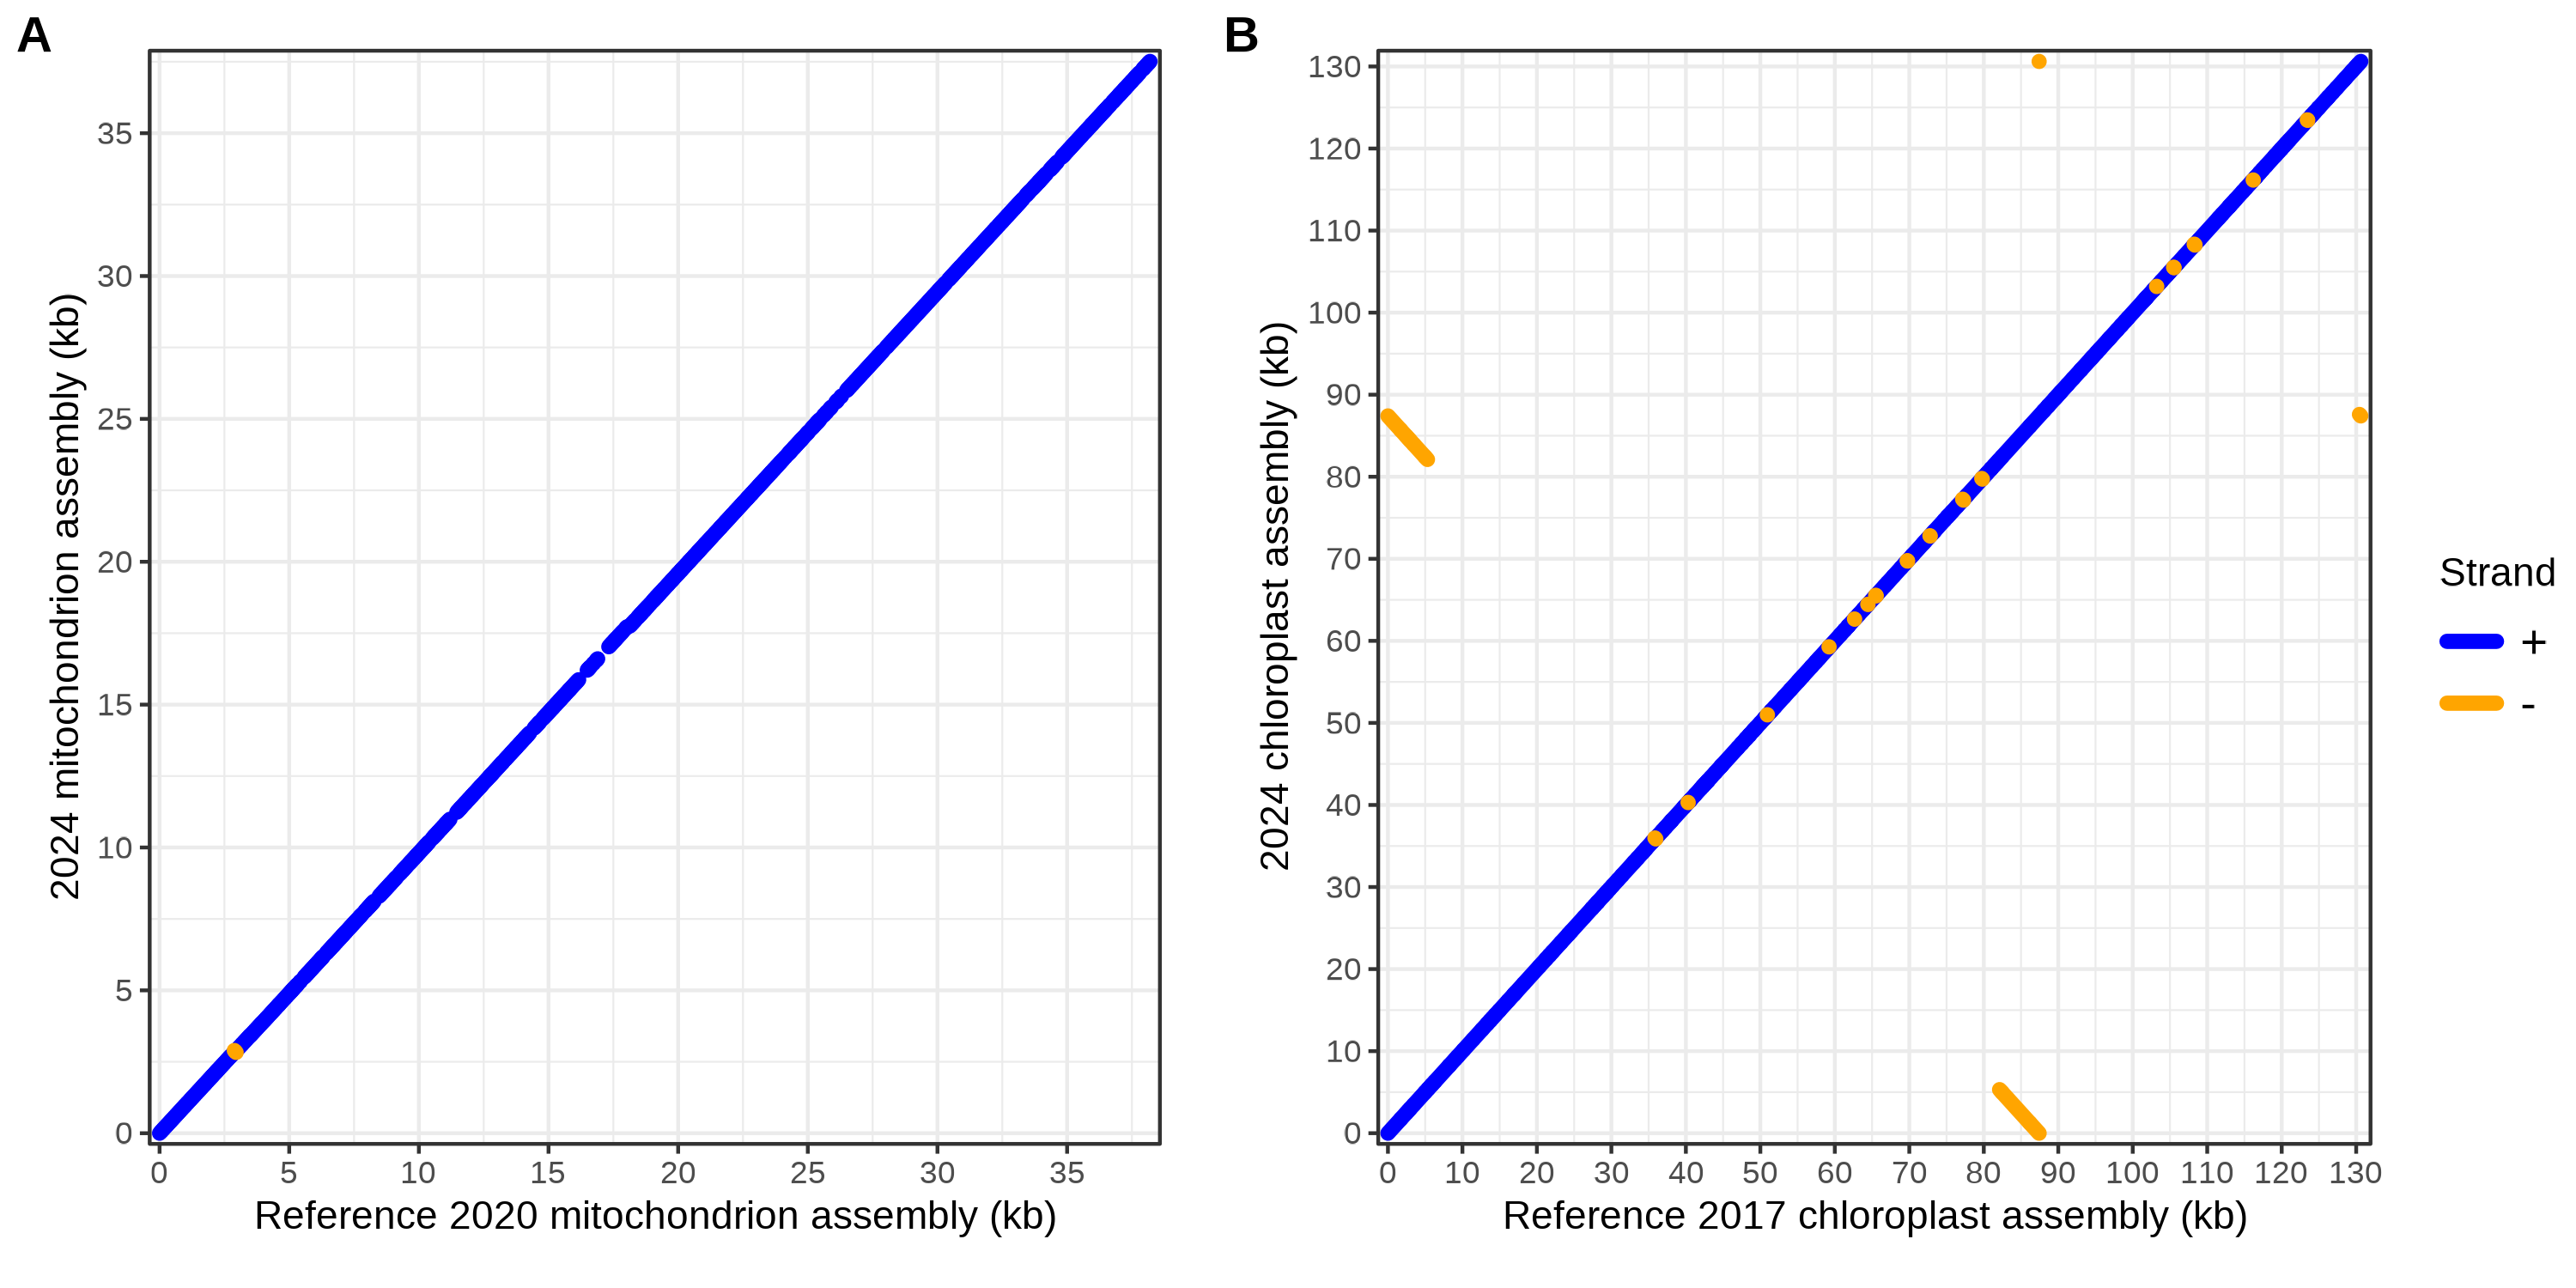 A
2024 mitochondrion assembly (kb)
35
30
25
20
15
10
5
0
0 5 10 15 20 25 30 35
Reference 2020 mitochondrion assembly (kb)
B
2024 chloroplast assembly (kb)
130
120
110
100
90
80
70
60
50
40
30
20
10
0
0 10 20 30 40 50 60 70 80 90 100 110 120 130
Reference 2017 chloroplast assembly (kb)
Strand
+
-